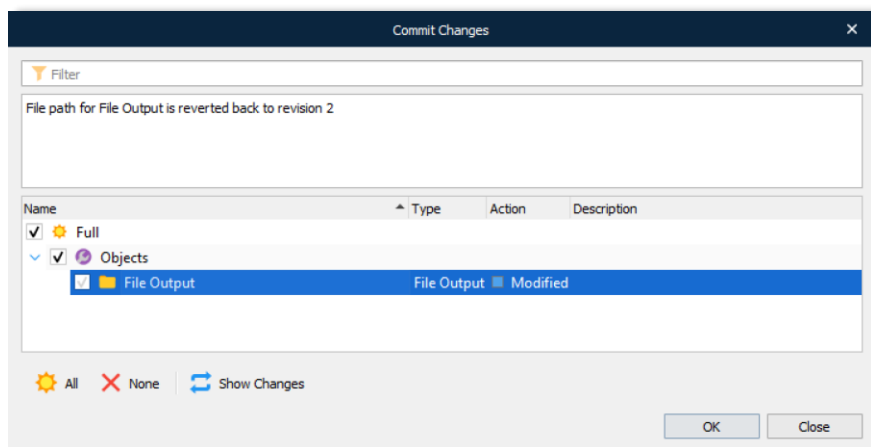 Commit Changes
Filter
File path for File Output is reverted back to revision 2
Name Type Action Description
Full
Objects
File Output File Output Modified
All None Show Changes
OK Close